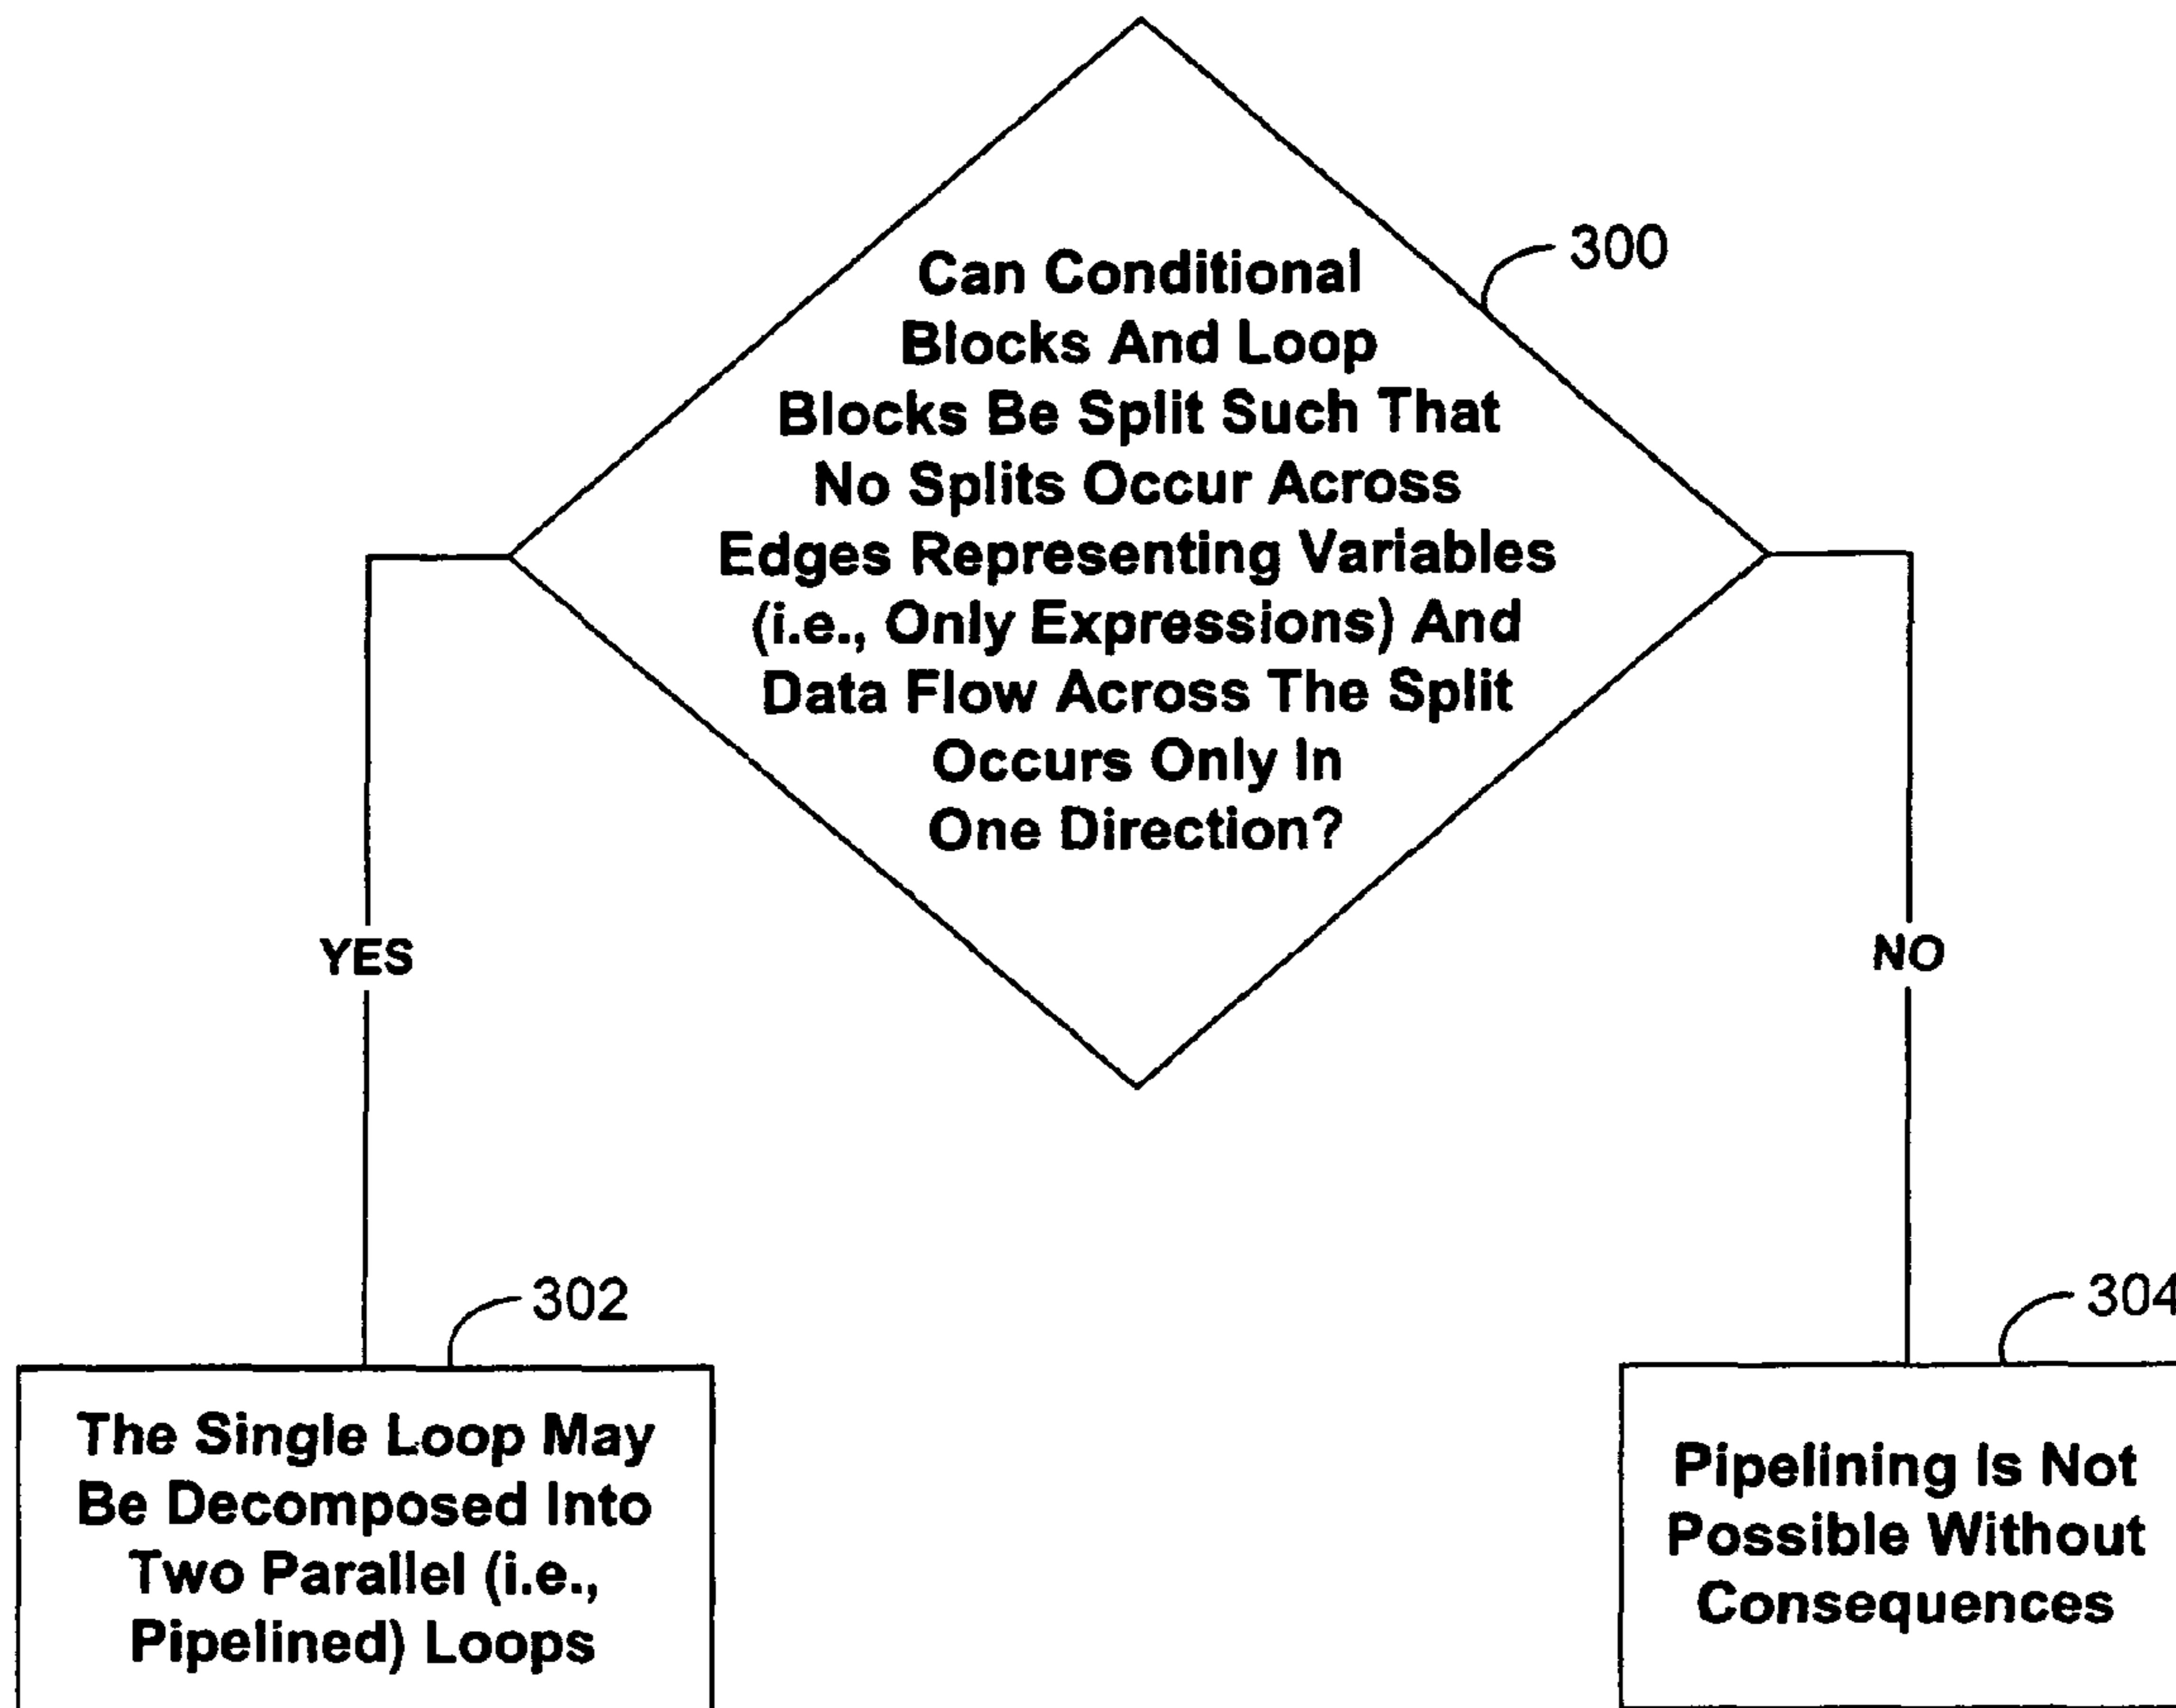 Can Conditional
300
Blocks And Loop
Blocks Be Split Such That
No Splits Occur Across
Edges Representing Variables
(i.e., Only Expressions) And
Data Flow Across The Split
Occurs Only In
One Direction?
YES
NO
302
304
The Single Loop May
Be Decomposed Into
Two Parallel (i.e.,
Pipelined) Loops
Pipelining Is Not
Possible Without
Consequences